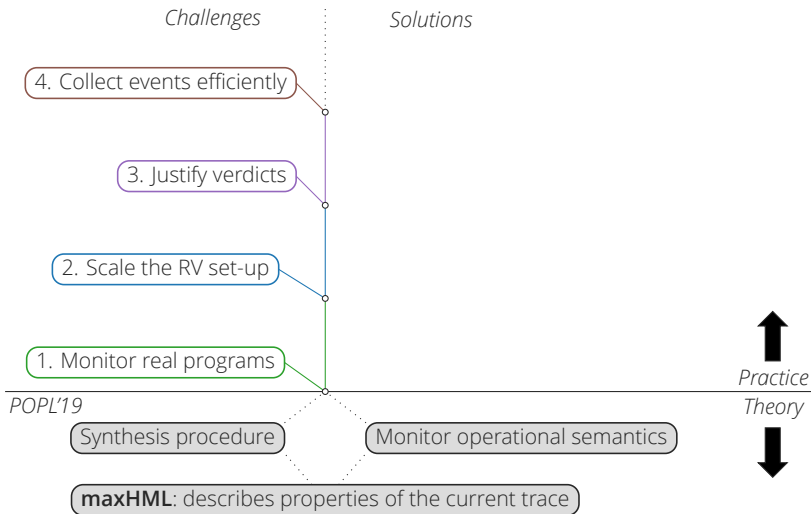 Challenges
Solutions
4. Collect events efficiently
3. Justify verdicts
2. Scale the RV set-up
1. Monitor real programs
Practice
POPL’19
Theory
Synthesis procedure
Monitor operational semantics
maxHML: describes properties of the current trace